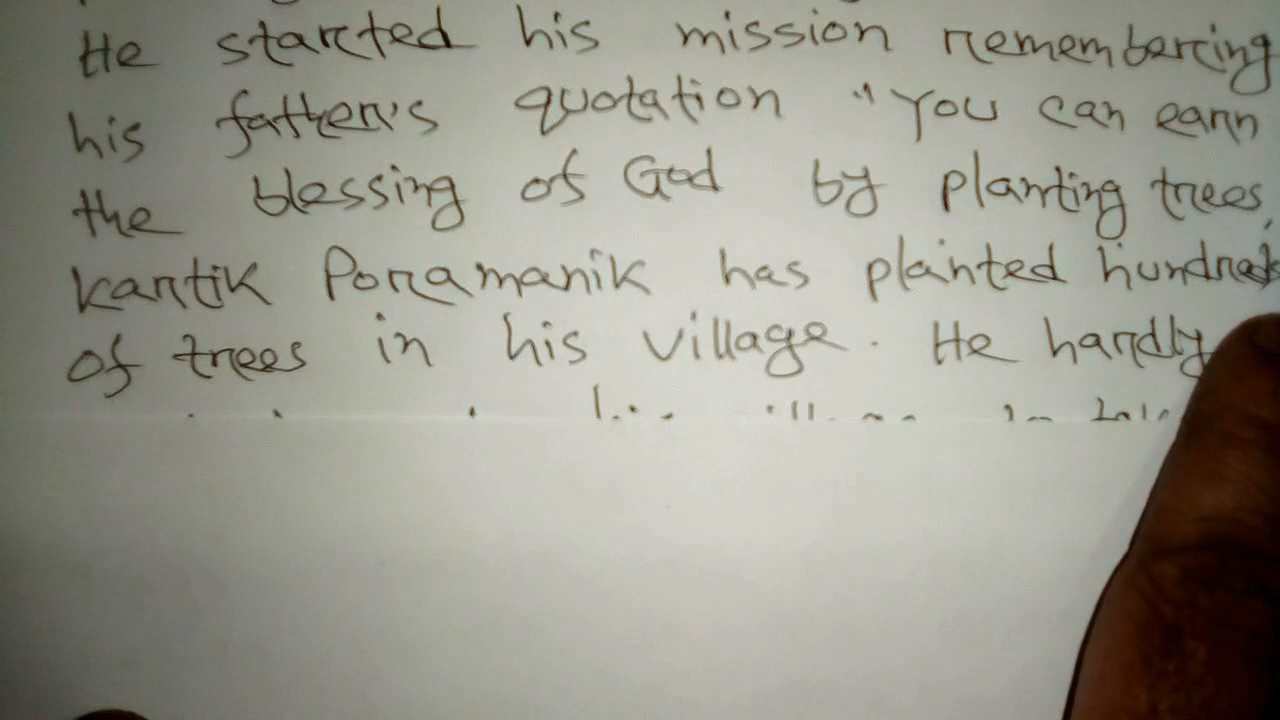 He started his mission remembering
his father's quotation "You can earn
the blessing of God by planting trees,
Kartik Poramanik has planted hundreds
of trees in his village. He hardly